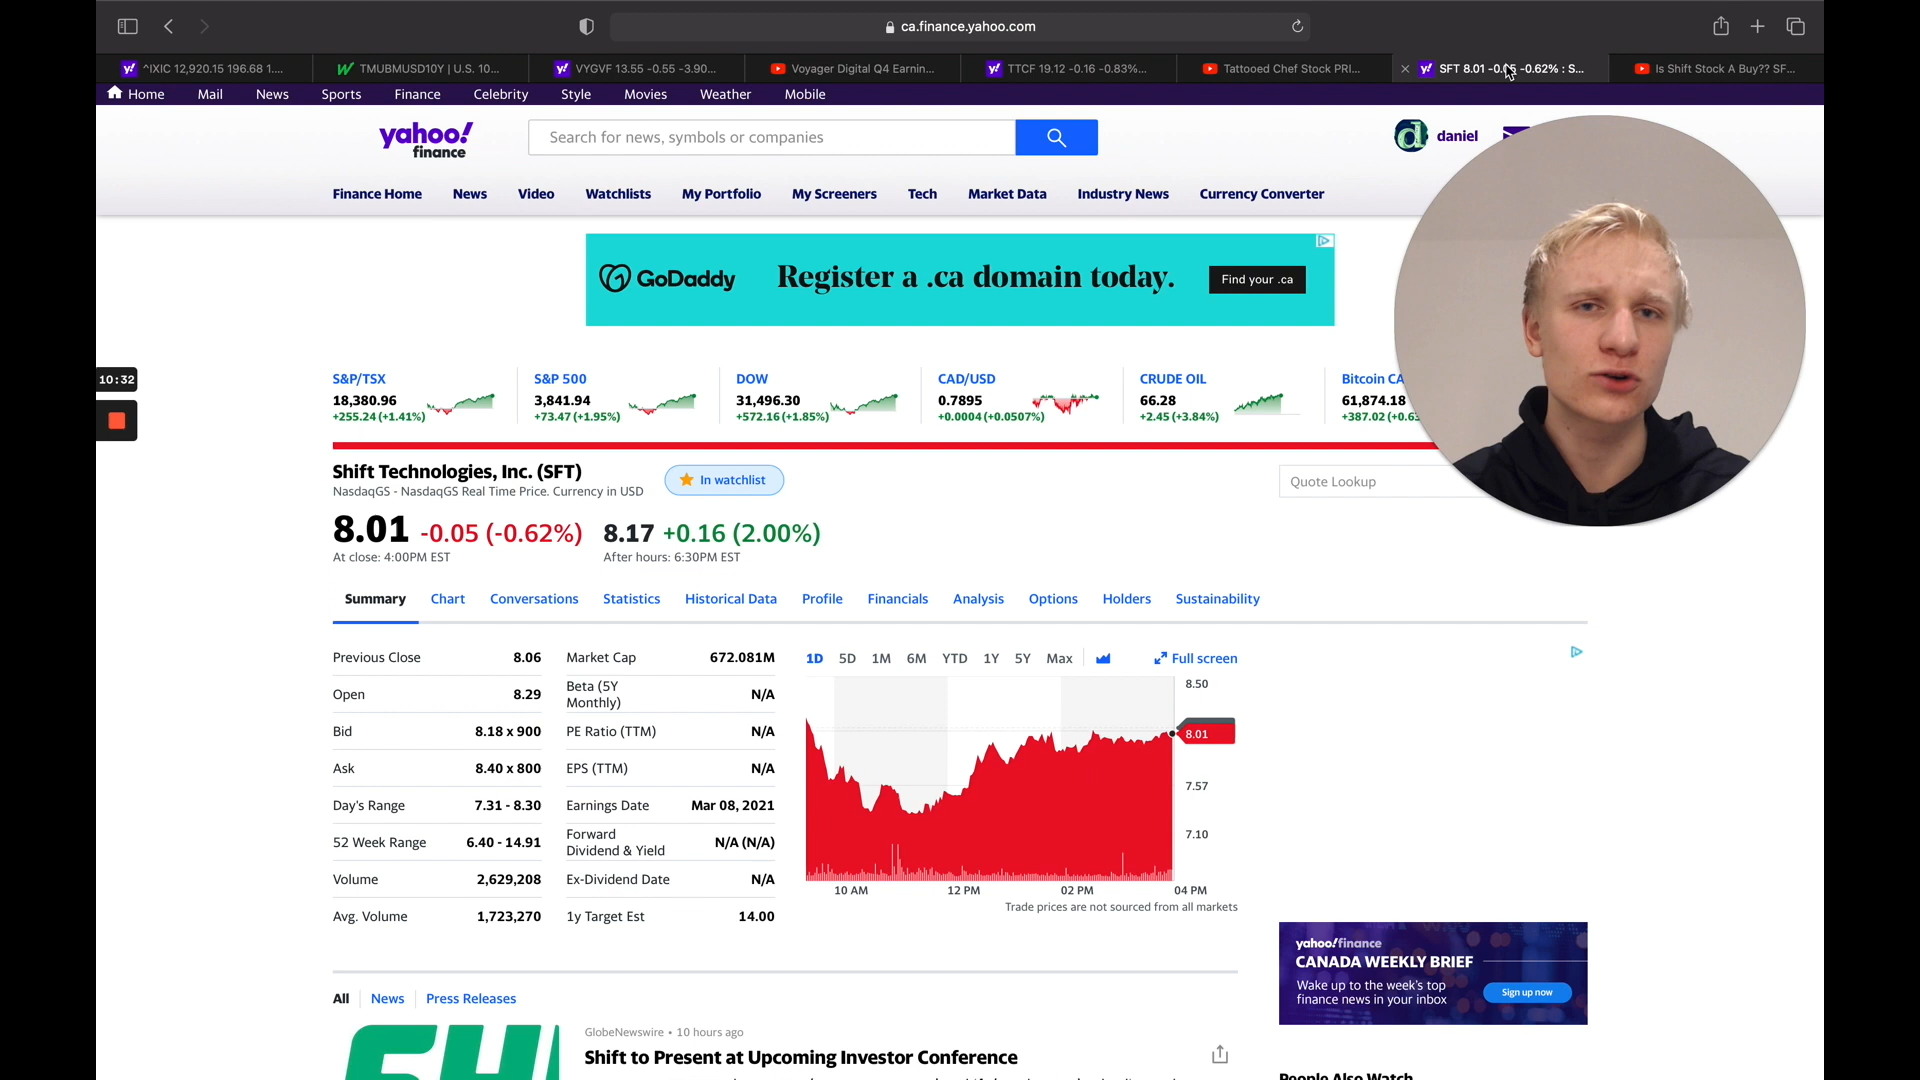 ca.finance.yahoo.com
^IXIC 12,920.15 196.68 1....
TMUBMUSD10Y | U.S. 10...
VYGVF 13.55 -0.55 -3.90...
Voyager Digital Q4 Earnin...
TTCF 19.12 -0.16 -0.83%...
Tattooed Chef Stock PRI...
SFT 8.01 -0.05 -0.62% : S...
Is Shift Stock A Buy?? SF...
Home Mail News Sports Finance Celebrity Style Movies Weather Mobile
yahoo!
finance
Search for news, symbols or companies
daniel
Finance Home News Video Watchlists My Portfolio My Screeners Tech Market Data Industry News Currency Converter
GoDaddy Register a .ca domain today. Find your .ca
10:32
S&P/TSX
18,380.96
+255.24 (+1.41%)
S&P 500
3,841.94
+73.47 (+1.95%)
DOW
31,496.30
+572.16 (+1.85%)
CAD/USD
0.7895
+0.0004 (+0.0507%)
CRUDE OIL
66.28
+2.45 (+3.84%)
Bitcoin CA
61,874.18
+387.02 (+0.63
Shift Technologies, Inc. (SFT)
NasdaqGS - NasdaqGS Real Time Price. Currency in USD
In watchlist
Quote Lookup
8.01 -0.05 (-0.62%)
At close: 4:00PM EST
8.17 +0.16 (2.00%)
After hours: 6:30PM EST
Summary Chart Conversations Statistics Historical Data Profile Financials Analysis Options Holders Sustainability
Previous Close 8.06
Open 8.29
Bid 8.18 x 900
Ask 8.40 x 800
Day's Range 7.31 - 8.30
52 Week Range 6.40 - 14.91
Volume 2,629,208
Avg. Volume 1,723,270
Market Cap 672.081M
Beta (5Y
Monthly) N/A
PE Ratio (TTM) N/A
EPS (TTM) N/A
Earnings Date Mar 08, 2021
Forward
Dividend & Yield N/A (N/A)
Ex-Dividend Date N/A
1y Target Est 14.00
1D 5D 1M 6M YTD 1Y 5Y Max Full screen
8.50
8.01
7.57
7.10
10 AM 12 PM 02 PM 04 PM
Trade prices are not sourced from all markets
yahoo!finance
CANADA WEEKLY BRIEF
Wake up to the week's top
finance news in your inbox
Sign up now
All News Press Releases
GlobeNewswire • 10 hours ago
Shift to Present at Upcoming Investor Conference
People Also Watch